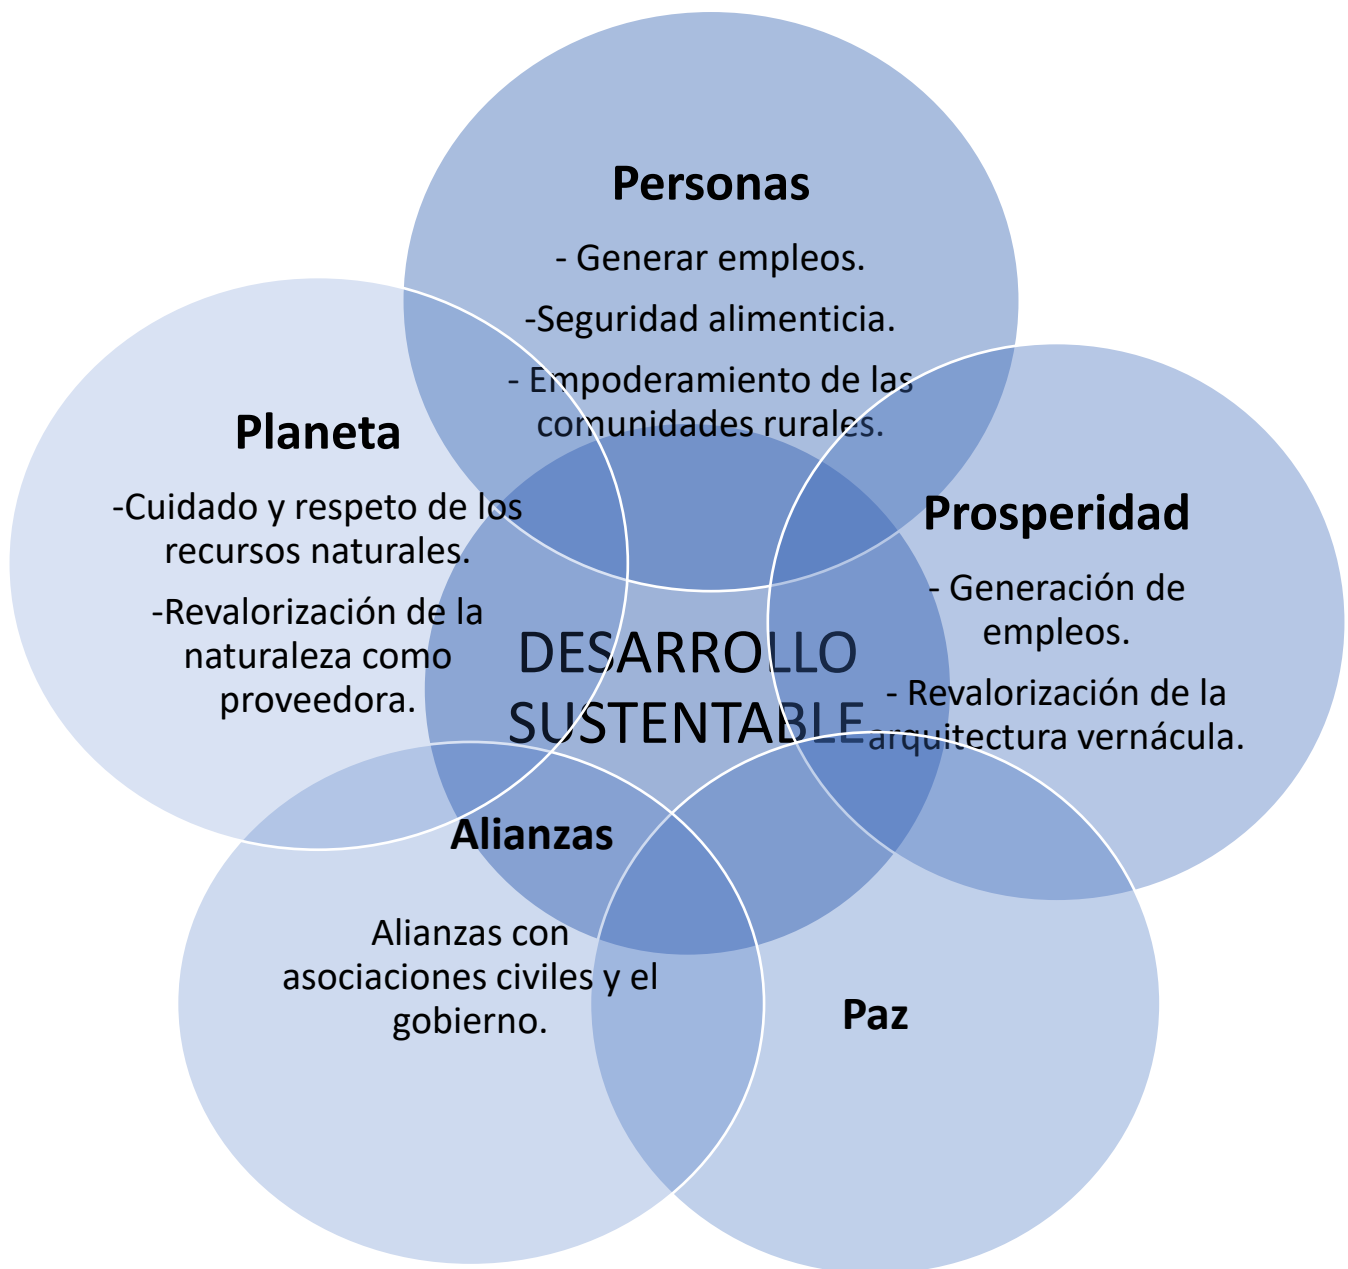 Personas
- Generar empleos.
-Seguridad alimenticia.
- Empoderamiento de las
comunidades rurales.
Planeta
-Cuidado y respeto de los
recursos naturales.
-Revalorización de la
naturaleza como
proveedora.
Prosperidad
- Generación de
empleos.
- Revalorización de la
arquitectura vernácula.
DESARROLLO
SUSTENTABLE
Alianzas
Alianzas con
asociaciones civiles y el
gobierno.
Paz